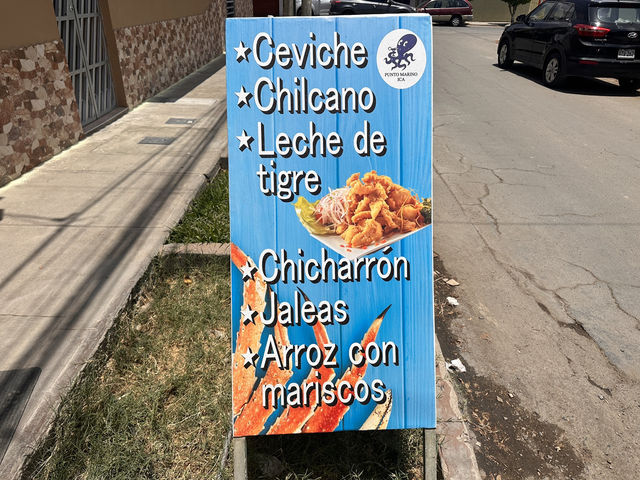 Ceviche
PUNTO MARINO
ICA
Chilcano
Leche de
tigre
Chicharrón
Jaleas
Arroz con
mariscos